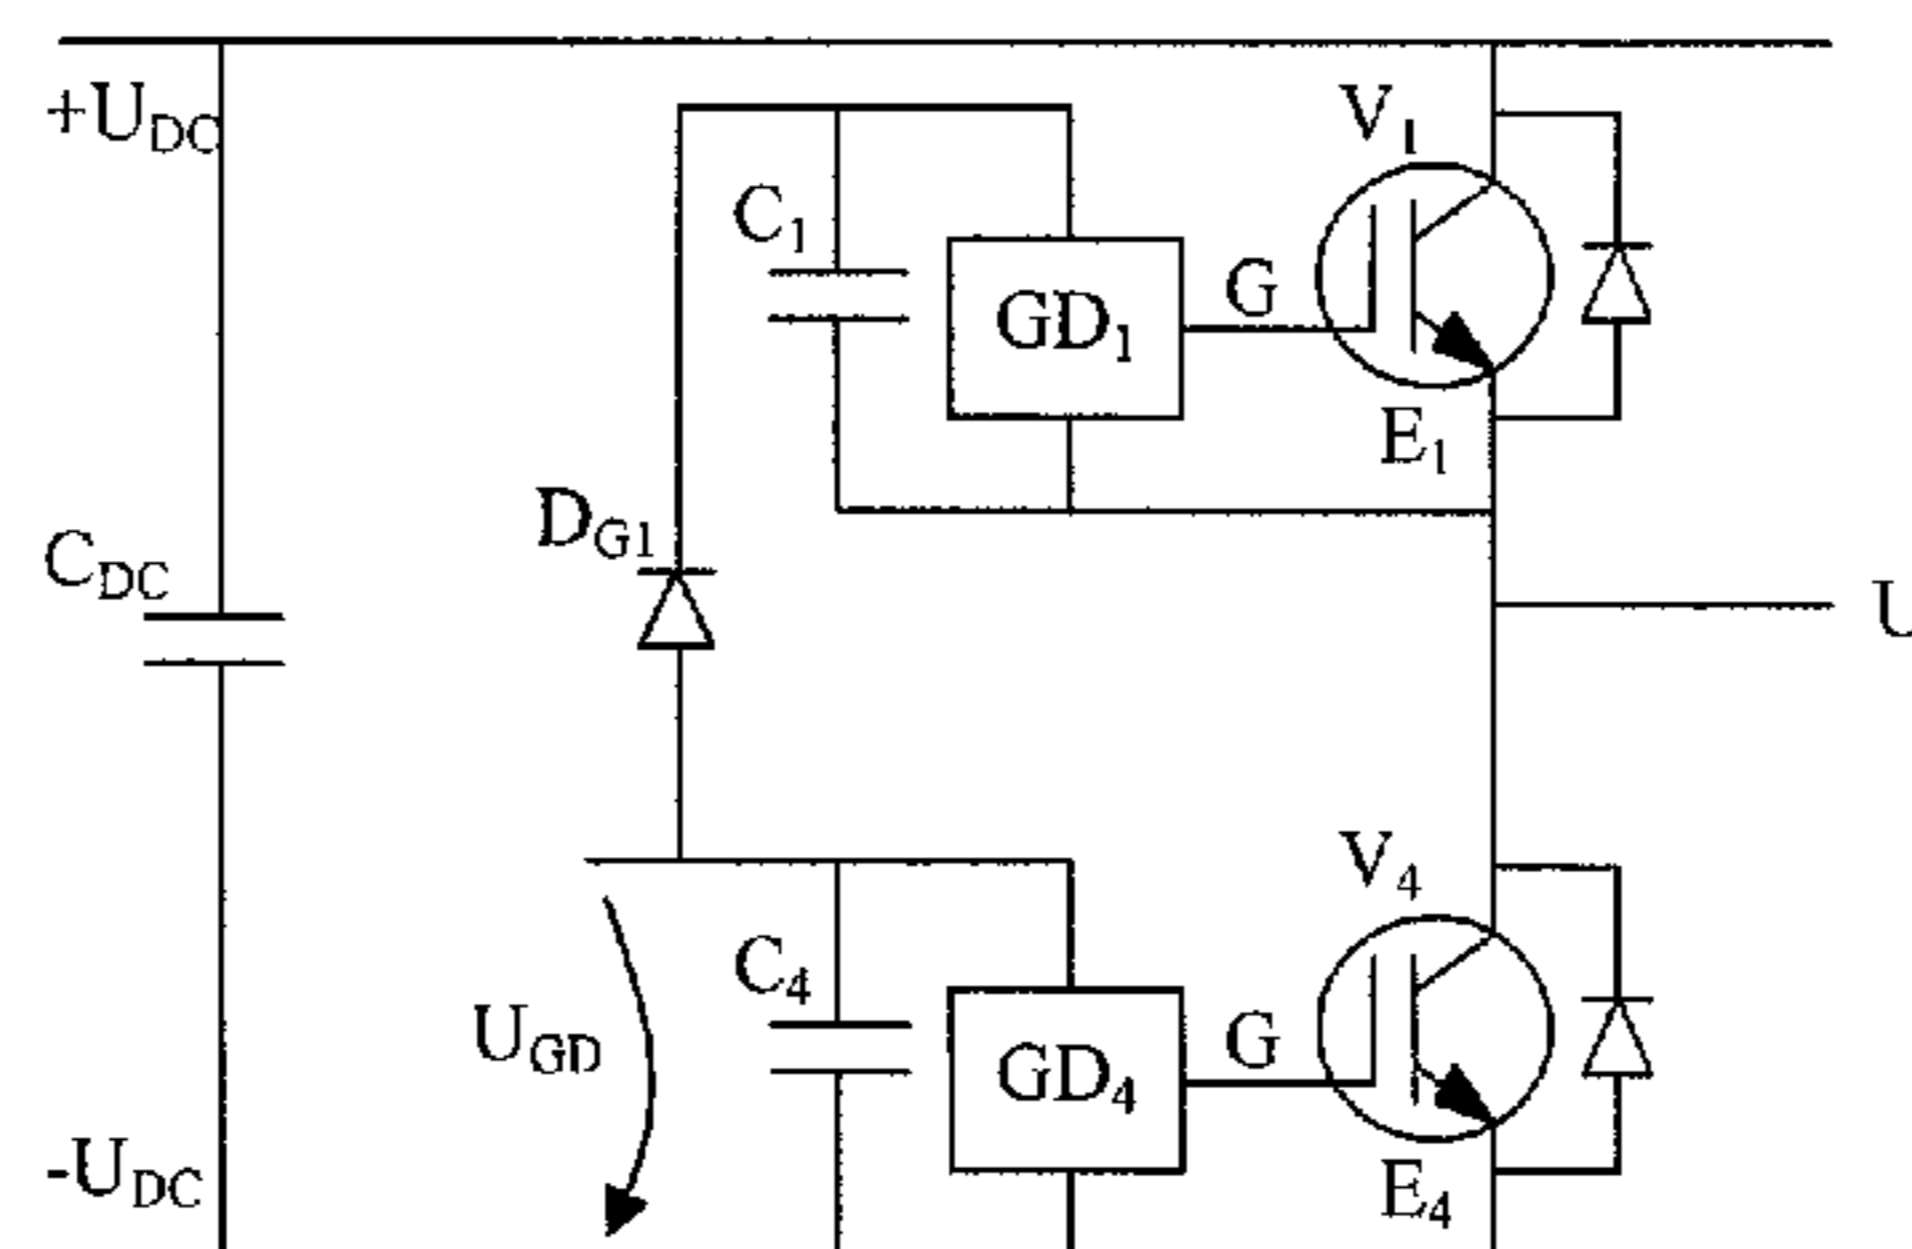 +U_DC
V_1
C_1
GD_1
G
E_1
D_G1
C_DC
U
V_4
C_4
U_GD
GD_4
G
-U_DC
E_4